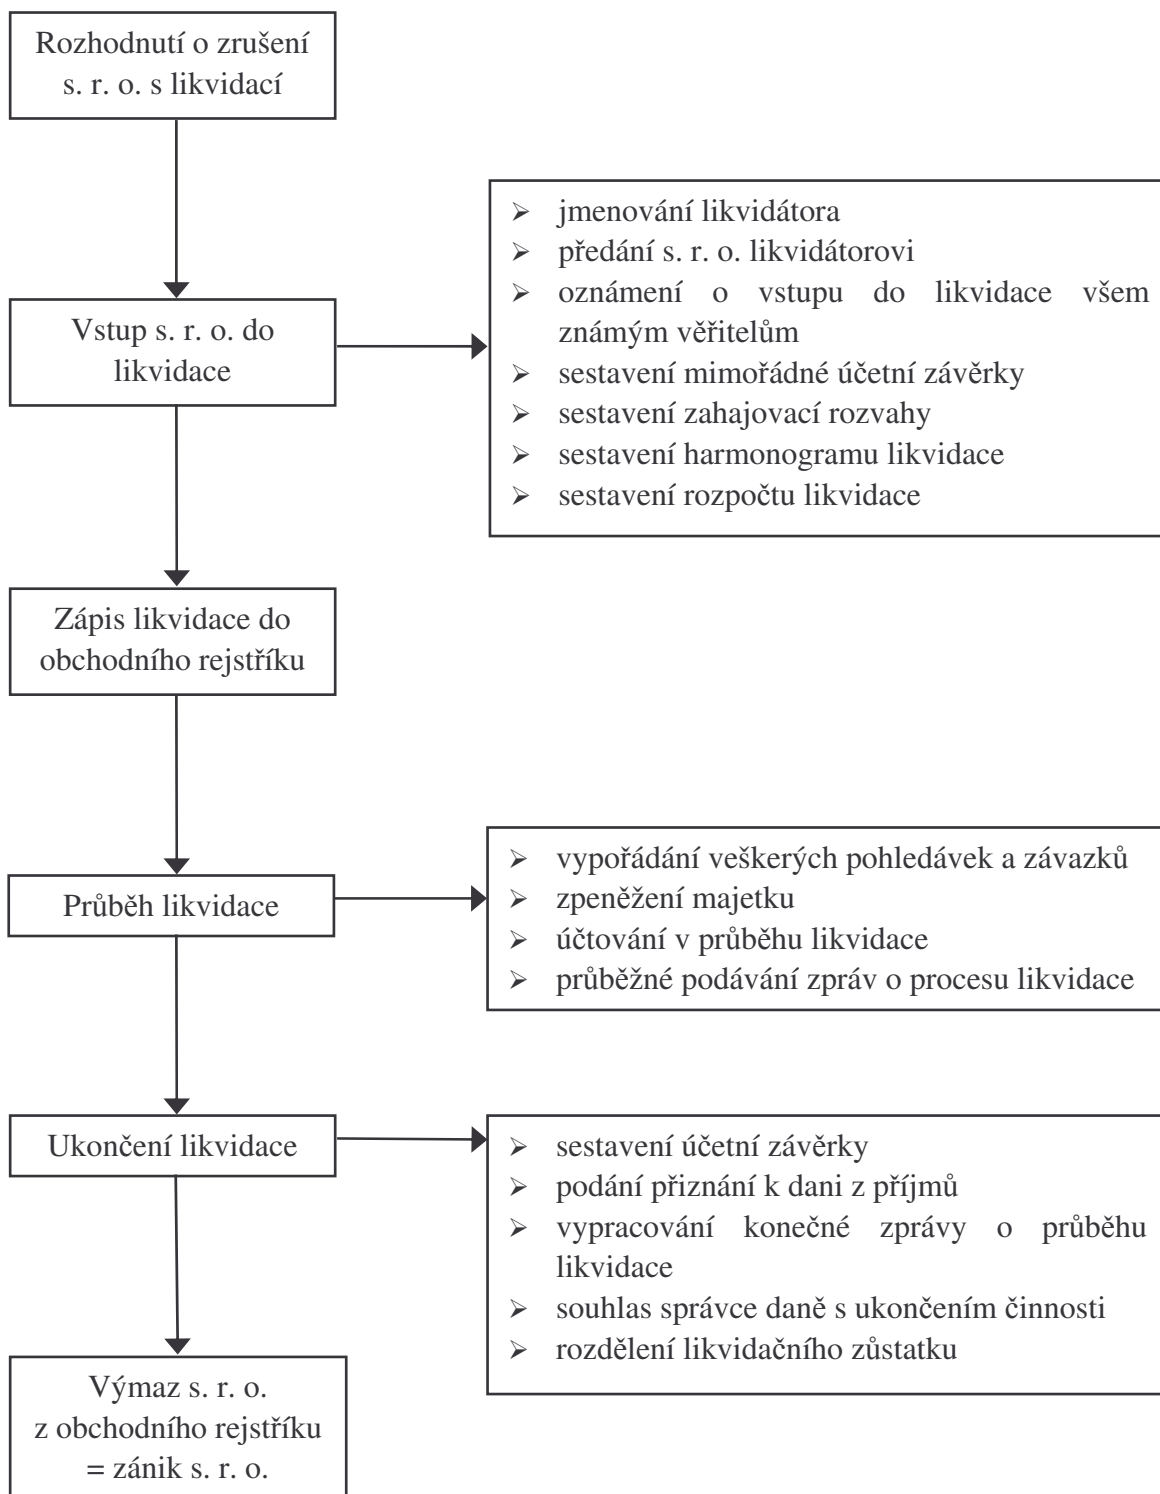 Rozhodnutí o zrušení
s. r. o. s likvidací
Vstup s. r. o. do
likvidace
➢ jmenování likvidátora
➢ předání s. r. o. likvidátorovi
➢ oznámení o vstupu do likvidace všem
známým věřitelům
➢ sestavení mimořádné účetní závěrky
➢ sestavení zahajovací rozvahy
➢ sestavení harmonogramu likvidace
➢ sestavení rozpočtu likvidace
Zápis likvidace do
obchodního rejstříku
Průběh likvidace
➢ vypořádání veškerých pohledávek a závazků
➢ zpeněžení majetku
➢ účtování v průběhu likvidace
➢ průběžné podávání zpráv o procesu likvidace
Ukončení likvidace
➢ sestavení účetní závěrky
➢ podání přiznání k dani z příjmů
➢ vypracování konečné zprávy o průběhu
likvidace
➢ souhlas správce daně s ukončením činnosti
➢ rozdělení likvidačního zůstatku
Výmaz s. r. o.
z obchodního rejstříku
= zánik s. r. o.